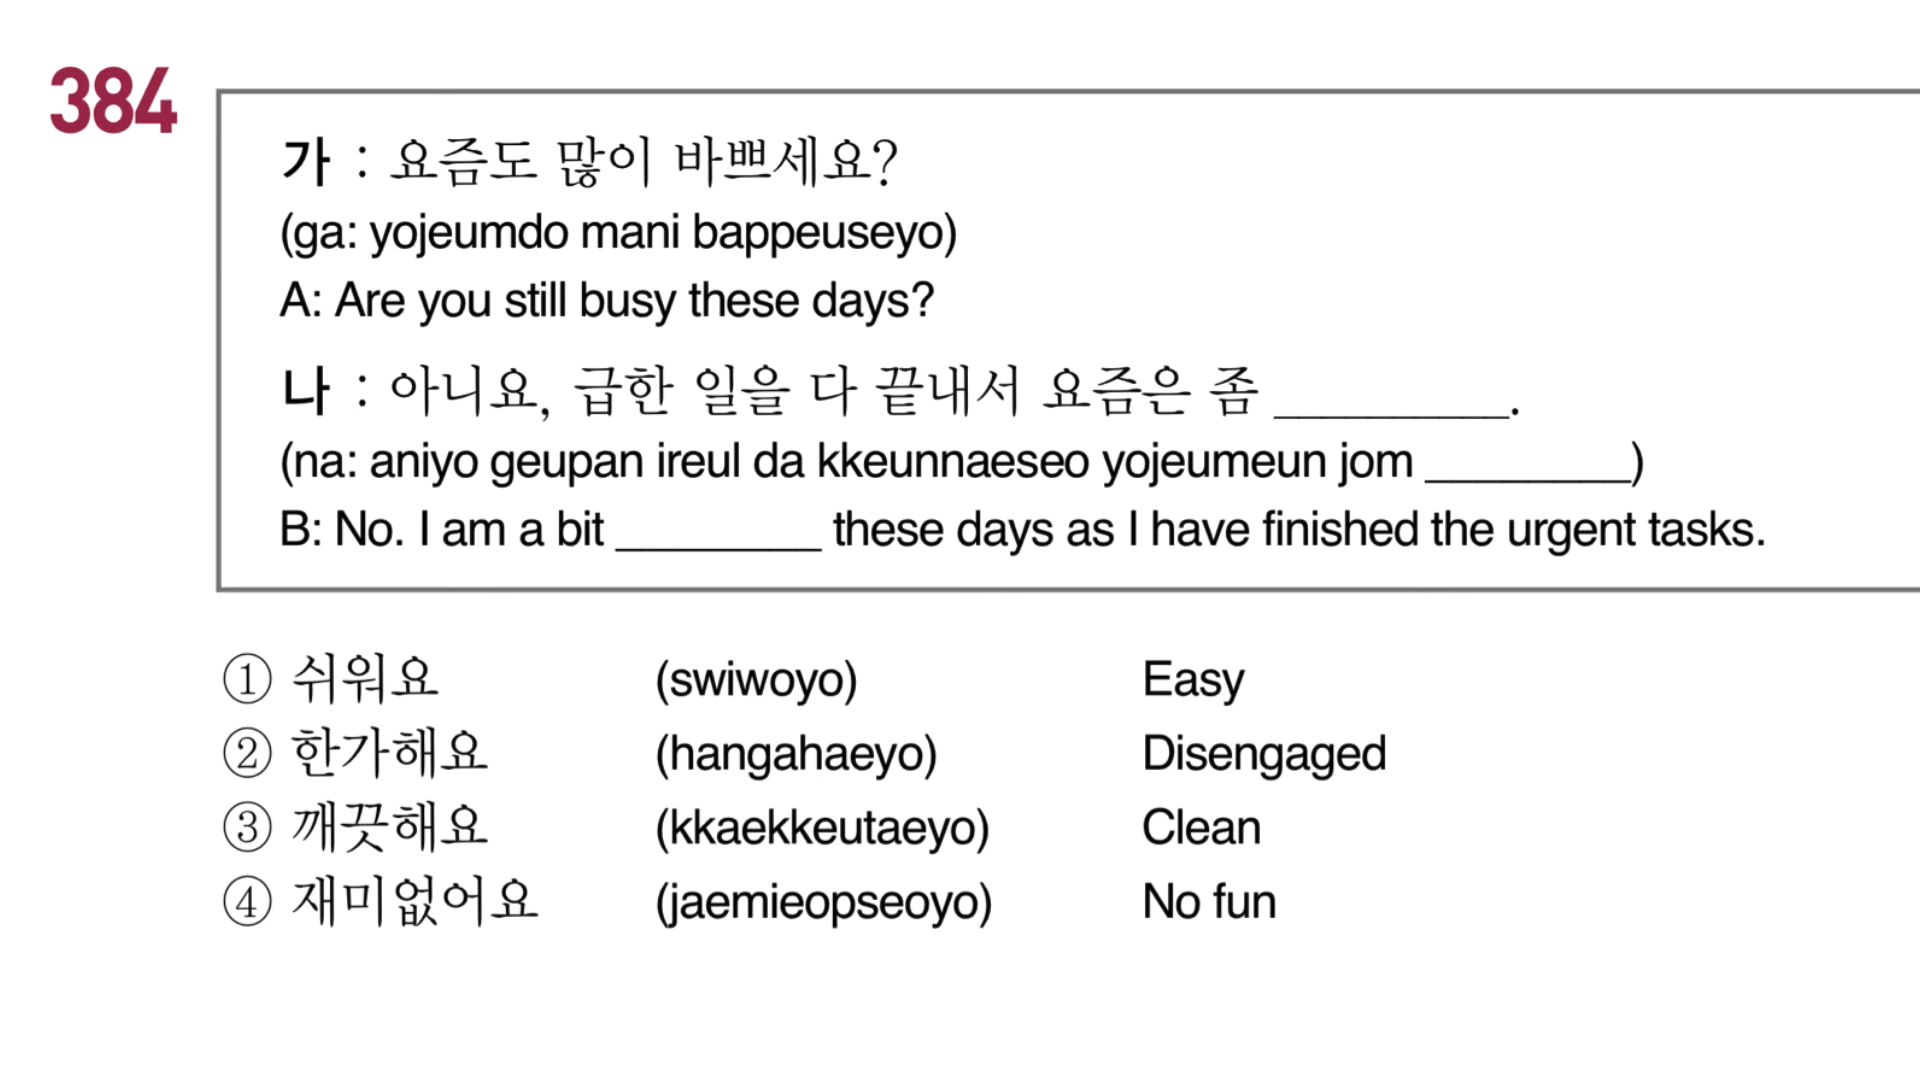 384
가 : 요즘도 많이 바쁘세요?
(ga: yojeumdo mani bappeuseyo)
A: Are you still busy these days?
나 : 아니요, 급한 일을 다 끝내서 요즘은 좀 __________.
(na: aniyo geupan ireul da kkeunnaeseo yojeumeun jom ________)
B: No. I am a bit ________ these days as I have finished the urgent tasks.
① 쉬워요 (swiwoyo) Easy
② 한가해요 (hangahaeyo) Disengaged
③ 깨끗해요 (kkaekkeutaeyo) Clean
④ 재미없어요 (jaemieopseoyo) No fun